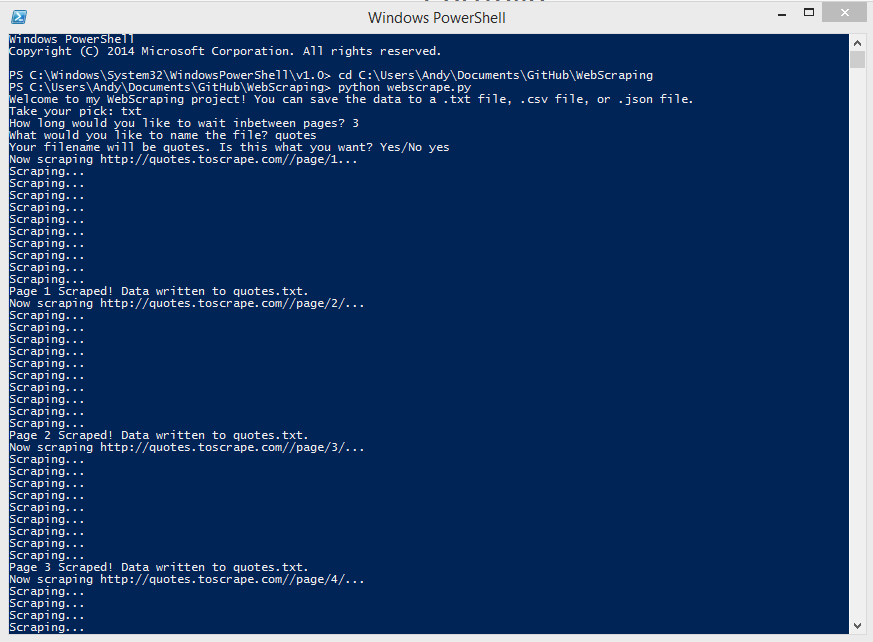 Windows PowerShell
Windows PowerShell
Copyright (C) 2014 Microsoft Corporation. All rights reserved.
PS C:\Windows\System32\WindowsPowerShell\v1.0> cd C:\Users\Andy\Documents\GitHub\WebScraping
PS C:\Users\Andy\Documents\GitHub\WebScraping> python webscrape.py
Welcome to my WebScraping project! You can save the data to a .txt file, .csv file, or .json file.
Take your pick: txt
How long would you like to wait inbetween pages? 3
What would you like to name the file? quotes
Your filename will be quotes. Is this what you want? Yes/No yes
Now scraping http://quotes.toscrape.com//page/1...
Scraping...
Scraping...
Scraping...
Scraping...
Scraping...
Scraping...
Scraping...
Scraping...
Scraping...
Scraping...
Page 1 Scraped! Data written to quotes.txt.
Now scraping http://quotes.toscrape.com//page/2/...
Scraping...
Scraping...
Scraping...
Scraping...
Scraping...
Scraping...
Scraping...
Scraping...
Scraping...
Scraping...
Page 2 Scraped! Data written to quotes.txt.
Now scraping http://quotes.toscrape.com//page/3/...
Scraping...
Scraping...
Scraping...
Scraping...
Scraping...
Scraping...
Scraping...
Scraping...
Scraping...
Page 3 Scraped! Data written to quotes.txt.
Now scraping http://quotes.toscrape.com//page/4/...
Scraping...
Scraping...
Scraping...
Scraping...